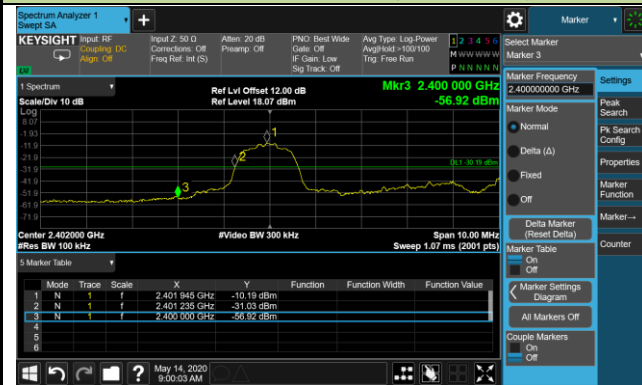 Spectrum Analyzer 1
Swept SA
+
Marker
KEYSIGHT
Input: RF
Coupling: DC
Align: Off
Input Z: 50 Ω
Corrections: Off
Freq Ref: Int (S)
Atten: 20 dB
Preamp: Off
PNO: Best Wide
Gate: Off
IF Gain: Low
Sig Track: Off
Avg Type: Log-Power
Avg|Hold:>100/100
Trig: Free Run
1 2 3 4 5 6
M W W W W W
P N N N N N
Select Marker
Marker 3
1 Spectrum
Scale/Div 10 dB
Log
Ref Lvl Offset 12.00 dB
Ref Level 18.07 dBm
Mkr3 2.400 000 GHz
-56.92 dBm
8.07
-1.93
-11.9
-21.9
-31.9
-41.9
-51.9
-61.9
-71.9
1
2
3
DL1 -30.19 dBm
Center 2.402000 GHz
#Res BW 100 kHz
#Video BW 300 kHz
Span 10.00 MHz
Sweep 1.07 ms (2001 pts)
5 Marker Table
Mode Trace Scale X Y Function Function Width Function Value
1 N 1 f 2.401 945 GHz -10.19 dBm
2 N 1 f 2.401 235 GHz -31.03 dBm
3 N 1 f 2.400 000 GHz -56.92 dBm
4
5
6
Marker Frequency
2.400000000 GHz
Marker Mode
Normal
Delta (Δ)
Fixed
Off
Delta Marker
(Reset Delta)
Marker Table
On
Off
Marker Settings
Diagram
All Markers Off
Couple Markers
On
Off
Settings
Peak
Search
Pk Search
Config
Properties
Marker
Function
Marker→
Counter
?
May 14, 2020
9:00:03 AM